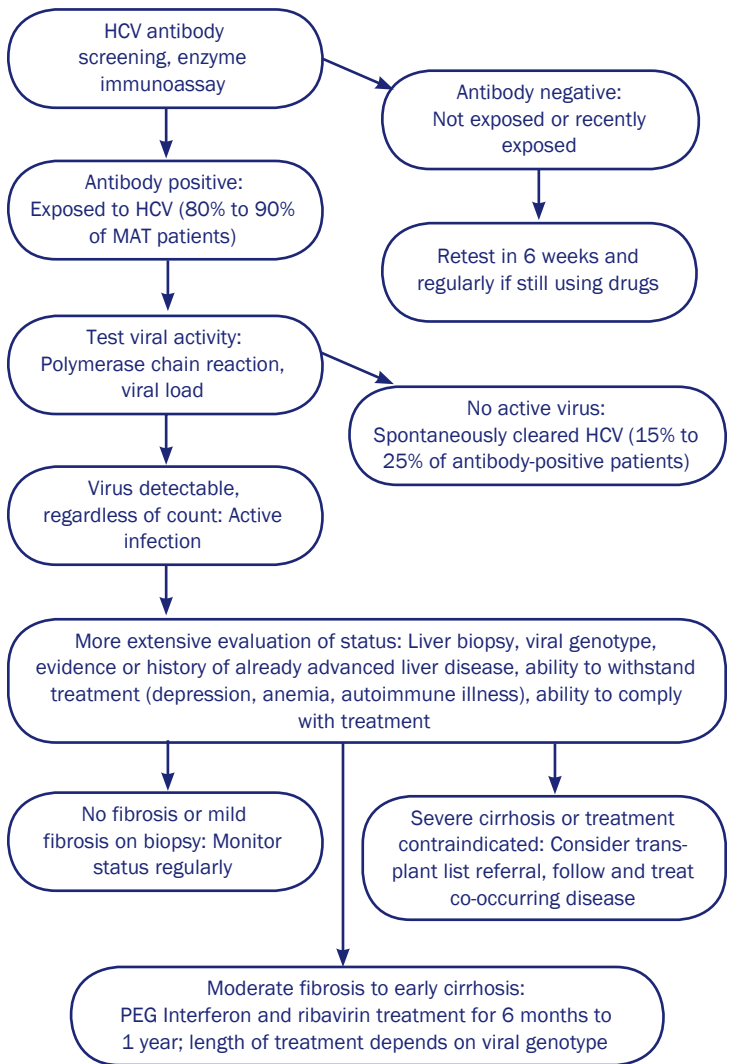 HCV antibody
screening, enzyme
immunoassay
Antibody negative:
Not exposed or recently
exposed
Antibody positive:
Exposed to HCV (80% to 90%
of MAT patients)
Retest in 6 weeks and
regularly if still using drugs
Test viral activity:
Polymerase chain reaction,
viral load
No active virus:
Spontaneously cleared HCV (15% to
25% of antibody-positive patients)
Virus detectable,
regardless of count: Active
infection
More extensive evaluation of status: Liver biopsy, viral genotype,
evidence or history of already advanced liver disease, ability to withstand
treatment (depression, anemia, autoimmune illness), ability to comply
with treatment
No fibrosis or mild
fibrosis on biopsy: Monitor
status regularly
Severe cirrhosis or treatment
contraindicated: Consider trans-
plant list referral, follow and treat
co-occurring disease
Moderate fibrosis to early cirrhosis:
PEG Interferon and ribavirin treatment for 6 months to
1 year; length of treatment depends on viral genotype